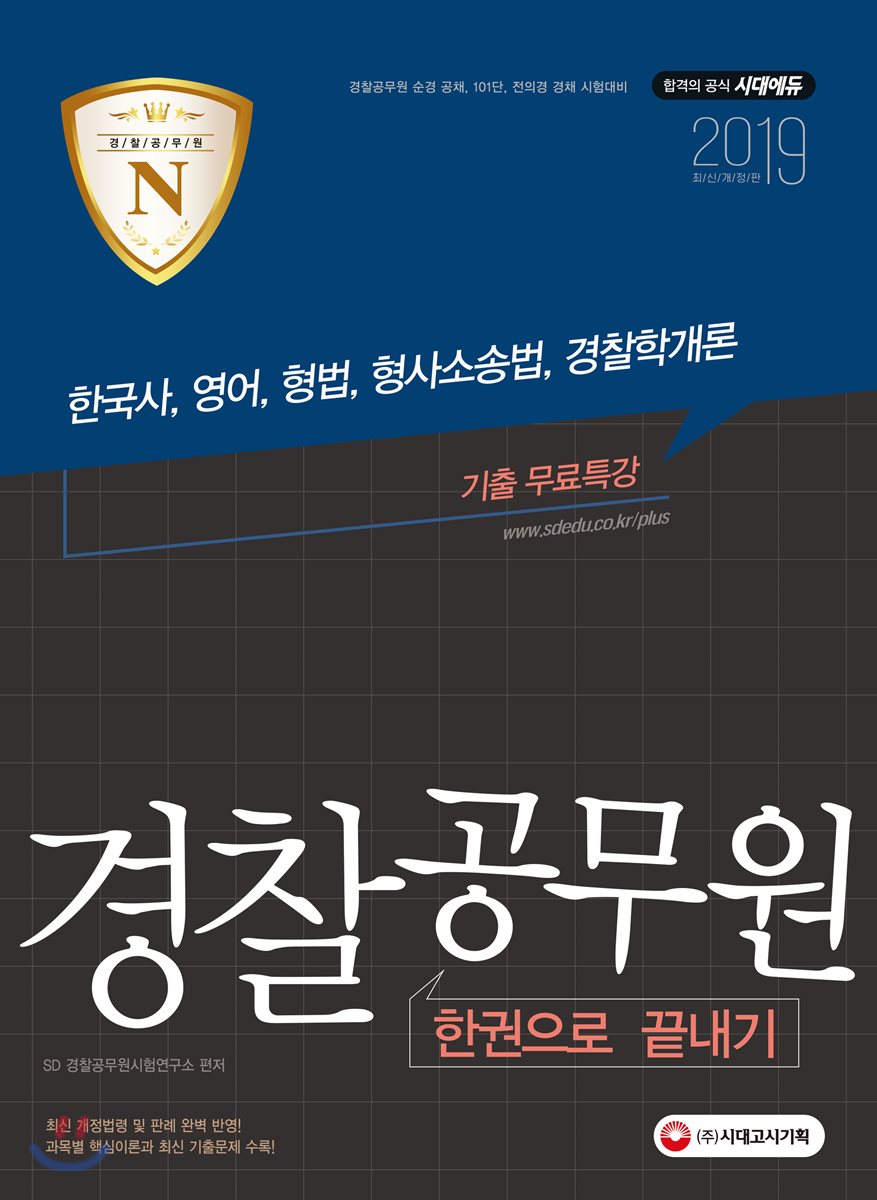 경찰공무원 순경 공채, 101단, 전의경 경채 시험대비
합격의 공식 시대에듀
2019
최/신/개/정/판
경/찰/공/무/원
N
한국사, 영어, 형법, 형사소송법, 경찰학개론
기출 무료특강
www.sdedu.co.kr/plus
경찰공무원
한권으로 끝내기
SD 경찰공무원시험연구소 편저
최신 개정법령 및 판례 완벽 반영!
과목별 핵심이론과 최신 기출문제 수록!
(주)시대고시기획